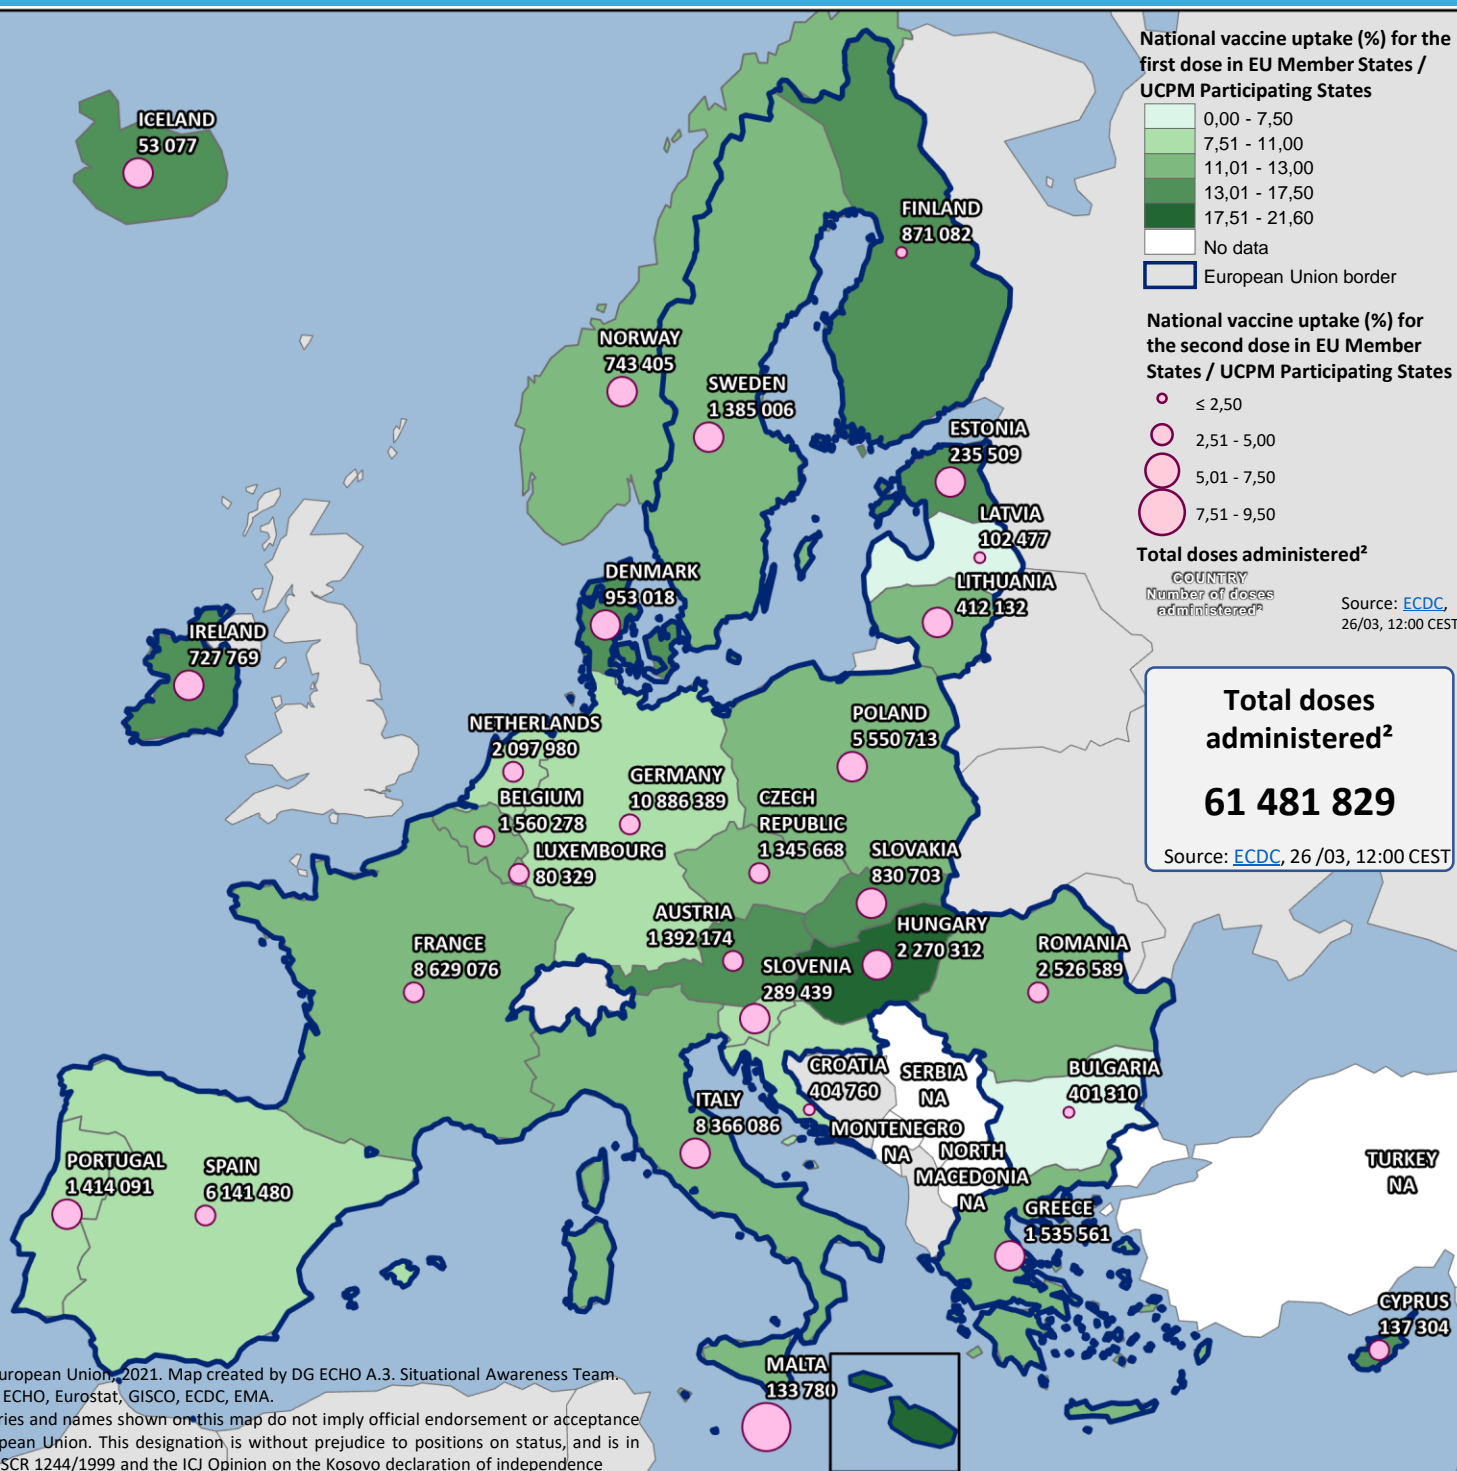 National vaccine uptake (%) for the
first dose in EU Member States /
UCPM Participating States
0,00 - 7,50
7,51 - 11,00
11,01 - 13,00
13,01 - 17,50
17,51 - 21,60
No data
European Union border
National vaccine uptake (%) for
the second dose in EU Member
States / UCPM Participating States
≤ 2,50
2,51 - 5,00
5,01 - 7,50
7,51 - 9,50
Total doses administered²
COUNTRY
Number of doses
administered²
Source: ECDC,
26/03, 12:00 CEST
Total doses
administered²
61 481 829
Source: ECDC, 26 /03, 12:00 CEST
ICELAND
53 077
FINLAND
871 082
NORWAY
743 405
SWEDEN
1 385 006
ESTONIA
235 509
LATVIA
102 477
LITHUANIA
412 132
DENMARK
953 018
IRELAND
727 769
NETHERLANDS
2 097 980
POLAND
5 550 713
GERMANY
10 886 389
BELGIUM
1 560 278
CZECH
REPUBLIC
1 345 668
LUXEMBOURG
80 329
SLOVAKIA
830 703
AUSTRIA
1 392 174
HUNGARY
2 270 312
FRANCE
8 629 076
SLOVENIA
289 439
ROMANIA
2 526 589
CROATIA
404 760
SERBIA
NA
BULGARIA
401 310
ITALY
8 366 086
MONTENEGRO
NA
NORTH
MACEDONIA
NA
TURKEY
NA
PORTUGAL
1 414 091
SPAIN
6 141 480
GREECE
1 535 561
CYPRUS
137 304
MALTA
133 780
uropean Union, 2021. Map created by DG ECHO A.3. Situational Awareness Team.
ECHO, Eurostat, GISCO, ECDC, EMA.
ries and names shown on this map do not imply official endorsement or acceptance
pean Union. This designation is without prejudice to positions on status, and is in
SCR 1244/1999 and the ICJ Opinion on the Kosovo declaration of independence